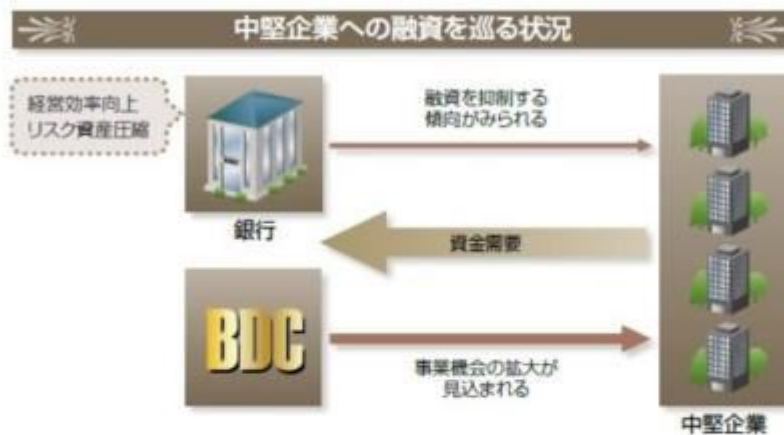 中堅企業への融資を巡る状況
経営効率向上
リスク資産圧縮
融資を抑制する
傾向がみられる
銀行
資金需要
BDC
事業機会の拡大が
見込まれる
中堅企業